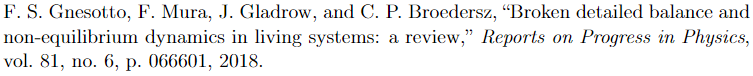 F. S. Gnesotto, F. Mura, J. Gladrow, and C. P. Broedersz, “Broken detailed balance and
non-equilibrium dynamics in living systems: a review,” Reports on Progress in Physics,
vol. 81, no. 6, p. 066601, 2018.